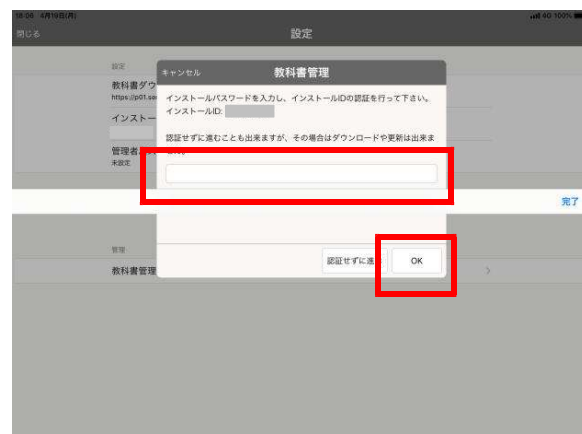 18:06 4月19日(月)
100%
閉じる
設定
設定
教科書ダウ
インストー
管理者
未設定
キャンセル
教科書管理
インストールパスワードを入力し、インストールIDの認証を行って下さい。
インストールID:
認証せずに進むことも出来ますが、その場合はダウンロードや更新は出来ま
完了
認証せずに進
OK
管理
教科書管理